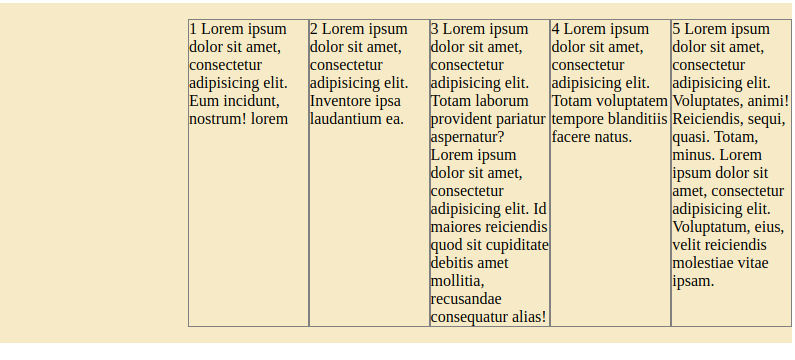 1 Lorem ipsum
dolor sit amet,
consectetur
adipisicing elit.
Eum incidunt,
nostrum! lorem
2 Lorem ipsum
dolor sit amet,
consectetur
adipisicing elit.
Inventore ipsa
laudantium ea.
3 Lorem ipsum
dolor sit amet,
consectetur
adipisicing elit.
Totam laborum
provident pariatur
aspernatur?
Lorem ipsum
dolor sit amet,
consectetur
adipisicing elit. Id
maiores reiciendis
quod sit cupiditate
debitis amet
mollitia,
recusandae
consequatur alias!
4 Lorem ipsum
dolor sit amet,
consectetur
adipisicing elit.
Totam voluptatem
tempore blanditiis
facere natus.
5 Lorem ipsum
dolor sit amet,
consectetur
adipisicing elit.
Voluptates, animi!
Reiciendis, sequi,
quasi. Totam,
minus. Lorem
ipsum dolor sit
amet, consectetur
adipisicing elit.
Voluptatum, eius,
velit reiciendis
molestiae vitae
ipsam.